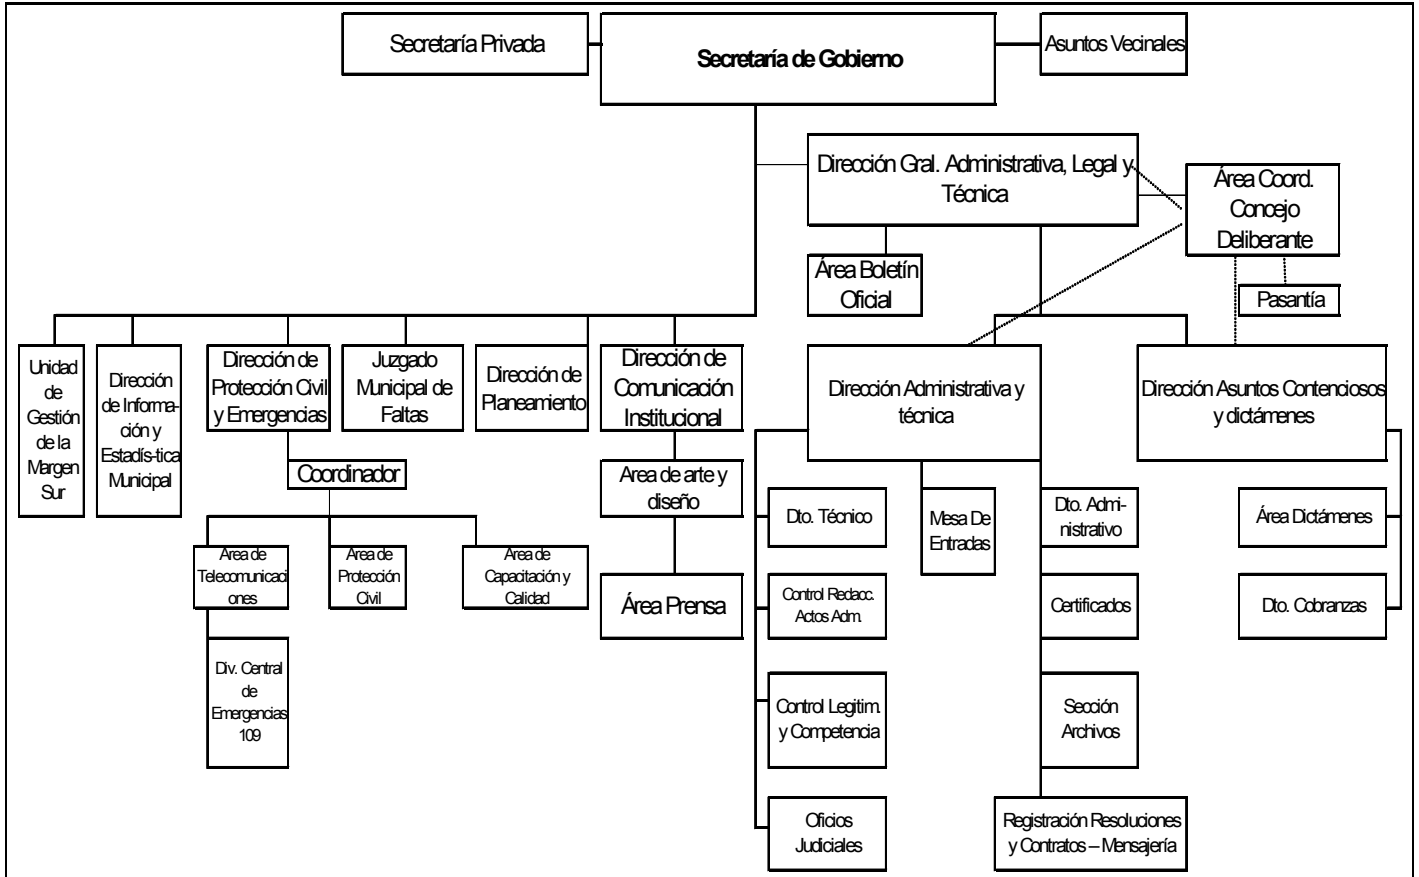 Secretaría Privada
Secretaría de Gobierno
Asuntos Vecinales
Dirección Gral. Administrativa, Legal y
Técnica
Área Coord.
Concejo
Deliberante
Área Boletín
Oficial
Pasantía
Unidad
de
Gestión
de la
Margen
Sur
Dirección
de Informa-
ción y
Estadís-tica
Municipal
Dirección de
Protección Civil
y Emergencias
Juzgado
Municipal de
Faltas
Dirección de
Planeamiento
Dirección de
Comunicación
Institucional
Dirección Administrativa y
técnica
Dirección Asuntos Contenciosos
y dictámenes
Coordinador
Area de arte y
diseño
Dto. Técnico
Mesa De
Entradas
Dto. Admi-
nistrativo
Área Dictámenes
Area de
Telecomunicaci
ones
Area de
Protección
Civil
Area de
Capacitación y
Calidad
Área Prensa
Control Redacc.
Actos Adm.
Certificados
Dto. Cobranzas
Div. Central
de
Emergencias
109
Control Legitim.
y Competencia
Sección
Archivos
Oficios
Judiciales
Registración Resoluciones
y Contratos – Mensajería